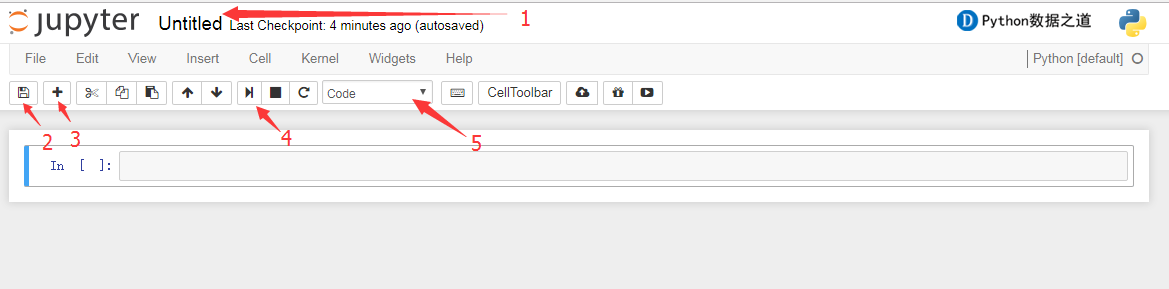 jupyter Untitled Last Checkpoint: 4 minutes ago (autosaved) 1 Python数据之道
File Edit View Insert Cell Kernel Widgets Help Python [default]
Code CellToolbar
2 3 4 5
In [ ]: